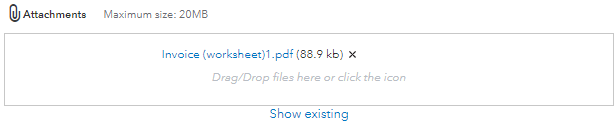 Attachments Maximum size: 20MB
Invoice (worksheet)1.pdf (88.9 kb) ×
Drag/Drop files here or click the icon
Show existing